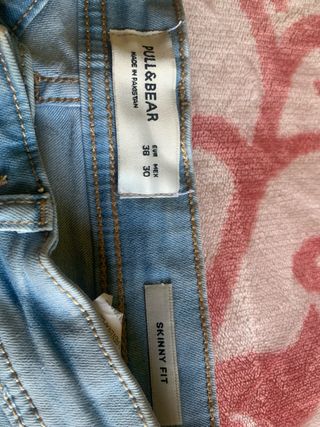 PULL&BEAR
MADE IN PAKISTAN
EUR MEX
38 30
SKINNY FIT